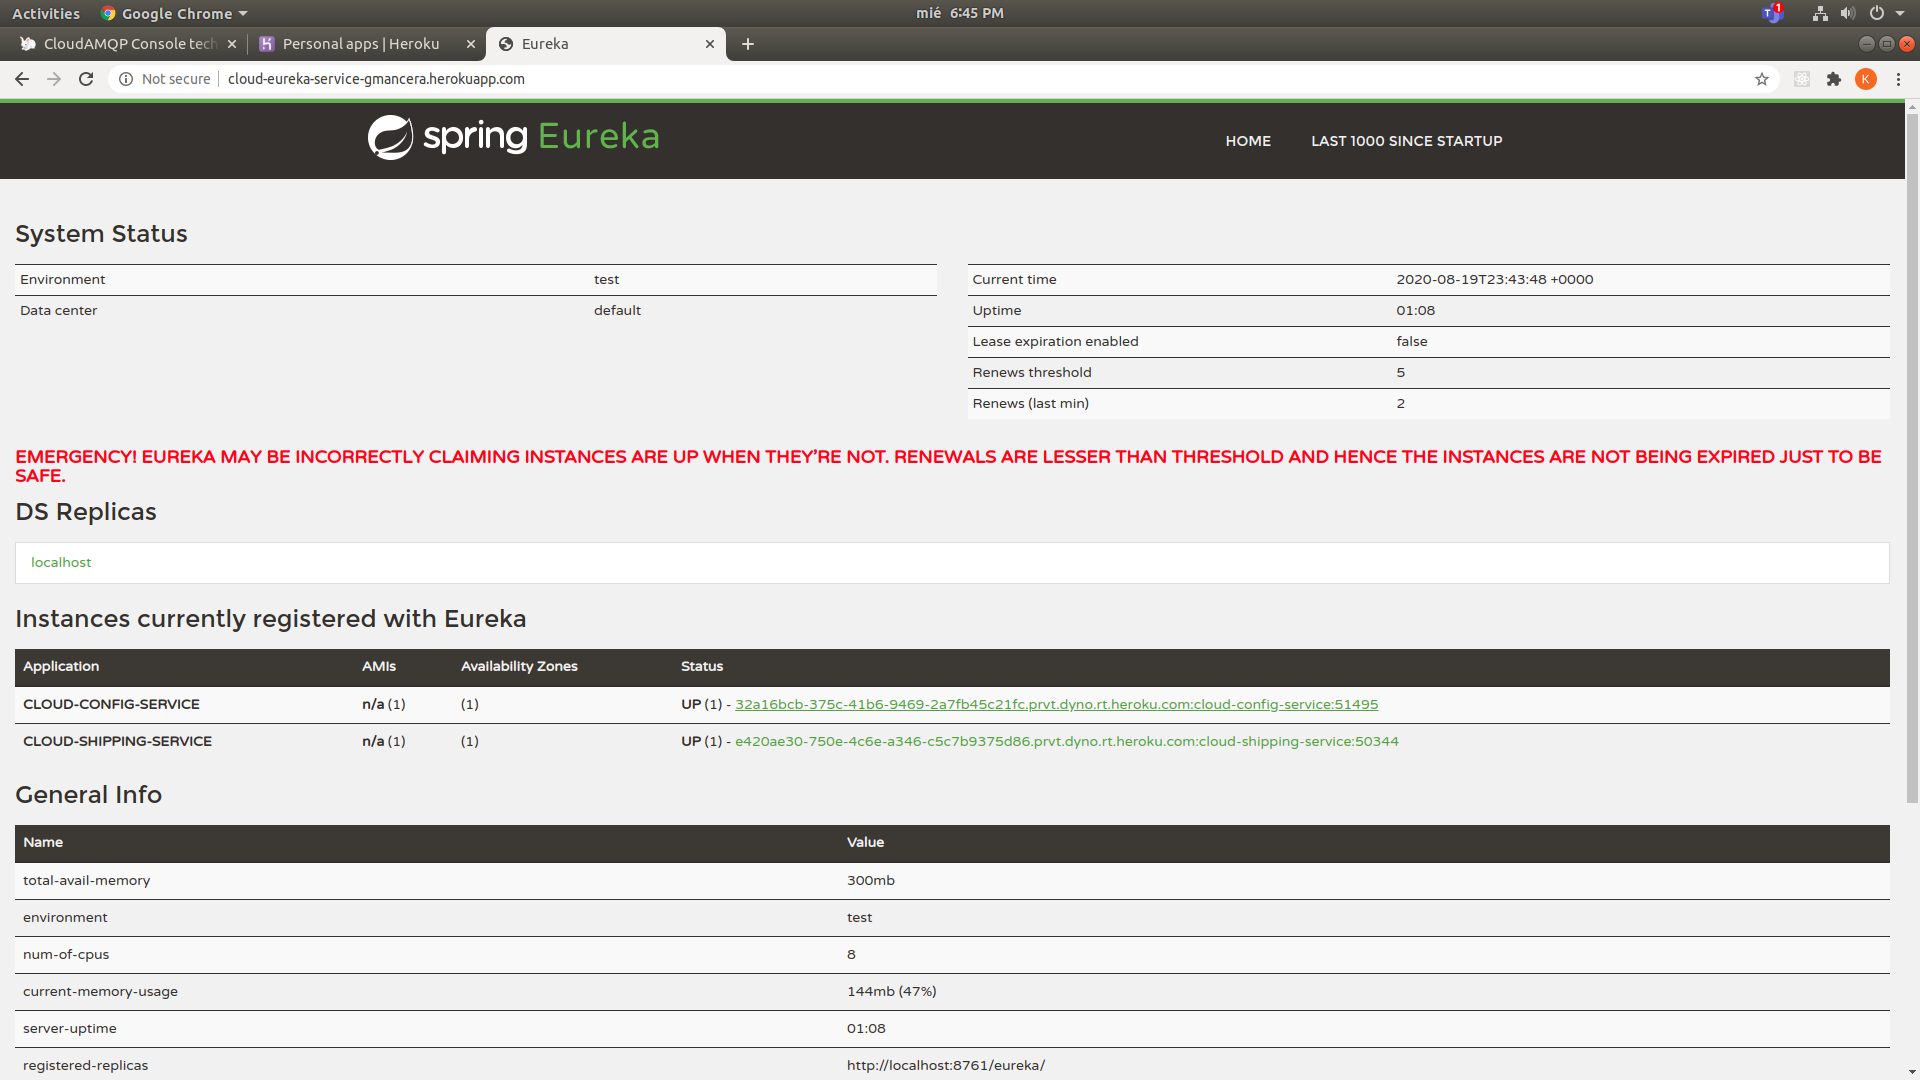 Activities Google Chrome mié 6:45 PM 1
CloudAMQP Console tech Personal apps | Heroku Eureka
Not secure cloud-eureka-service-gmancera.herokuapp.com K
spring Eureka HOME LAST 1000 SINCE STARTUP
System Status
Environment test
Data center default
Current time 2020-08-19T23:43:48 +0000
Uptime 01:08
Lease expiration enabled false
Renews threshold 5
Renews (last min) 2
EMERGENCY! EUREKA MAY BE INCORRECTLY CLAIMING INSTANCES ARE UP WHEN THEY'RE NOT. RENEWALS ARE LESSER THAN THRESHOLD AND HENCE THE INSTANCES ARE NOT BEING EXPIRED JUST TO BE
SAFE.
DS Replicas
localhost
Instances currently registered with Eureka
Application AMIs Availability Zones Status
CLOUD-CONFIG-SERVICE n/a (1) (1) UP (1) - 32a16bcb-375c-41b6-9469-2a7fb45c21fc.prvt.dyno.rt.heroku.com:cloud-config-service:51495
CLOUD-SHIPPING-SERVICE n/a (1) (1) UP (1) - e420ae30-750e-4c6e-a346-c5c7b9375d86.prvt.dyno.rt.heroku.com:cloud-shipping-service:50344
General Info
Name Value
total-avail-memory 300mb
environment test
num-of-cpus 8
current-memory-usage 144mb (47%)
server-uptime 01:08
registered-replicas http://localhost:8761/eureka/